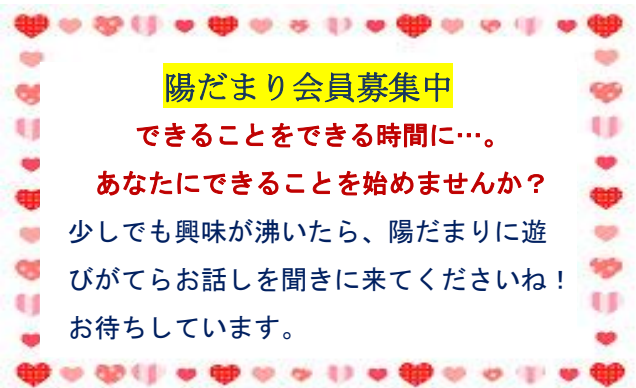 陽だまり会員募集中
できることをできる時間に…。
あなたにできることを始めませんか？
少しでも興味が沸いたら、陽だまりに遊
びがてらお話しを聞きに来てくださいね！
お待ちしています。